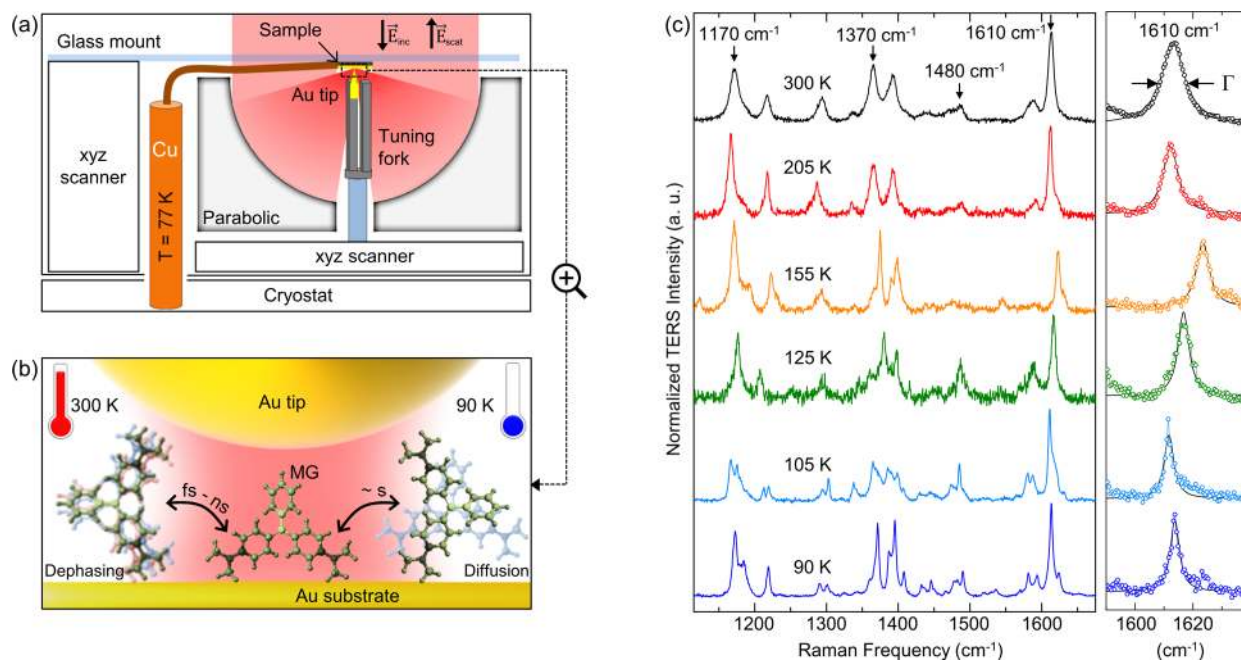 (a)
Glass mount
Sample
E⃗inc
E⃗scat
Au tip
Tuning fork
xyz scanner
Cu
T = 77 K
Parabolic
xyz scanner
Cryostat
(b)
300 K
Au tip
90 K
MG
fs - ns
~ s
Dephasing
Diffusion
Au substrate
(c)
Normalized TERS Intensity (a. u.)
1170 cm⁻¹
1370 cm⁻¹
1610 cm⁻¹
1480 cm⁻¹
300 K
205 K
155 K
125 K
105 K
90 K
1200 1300 1400 1500 1600
Raman Frequency (cm⁻¹)
1610 cm⁻¹
Γ
1600 1620
(cm⁻¹)